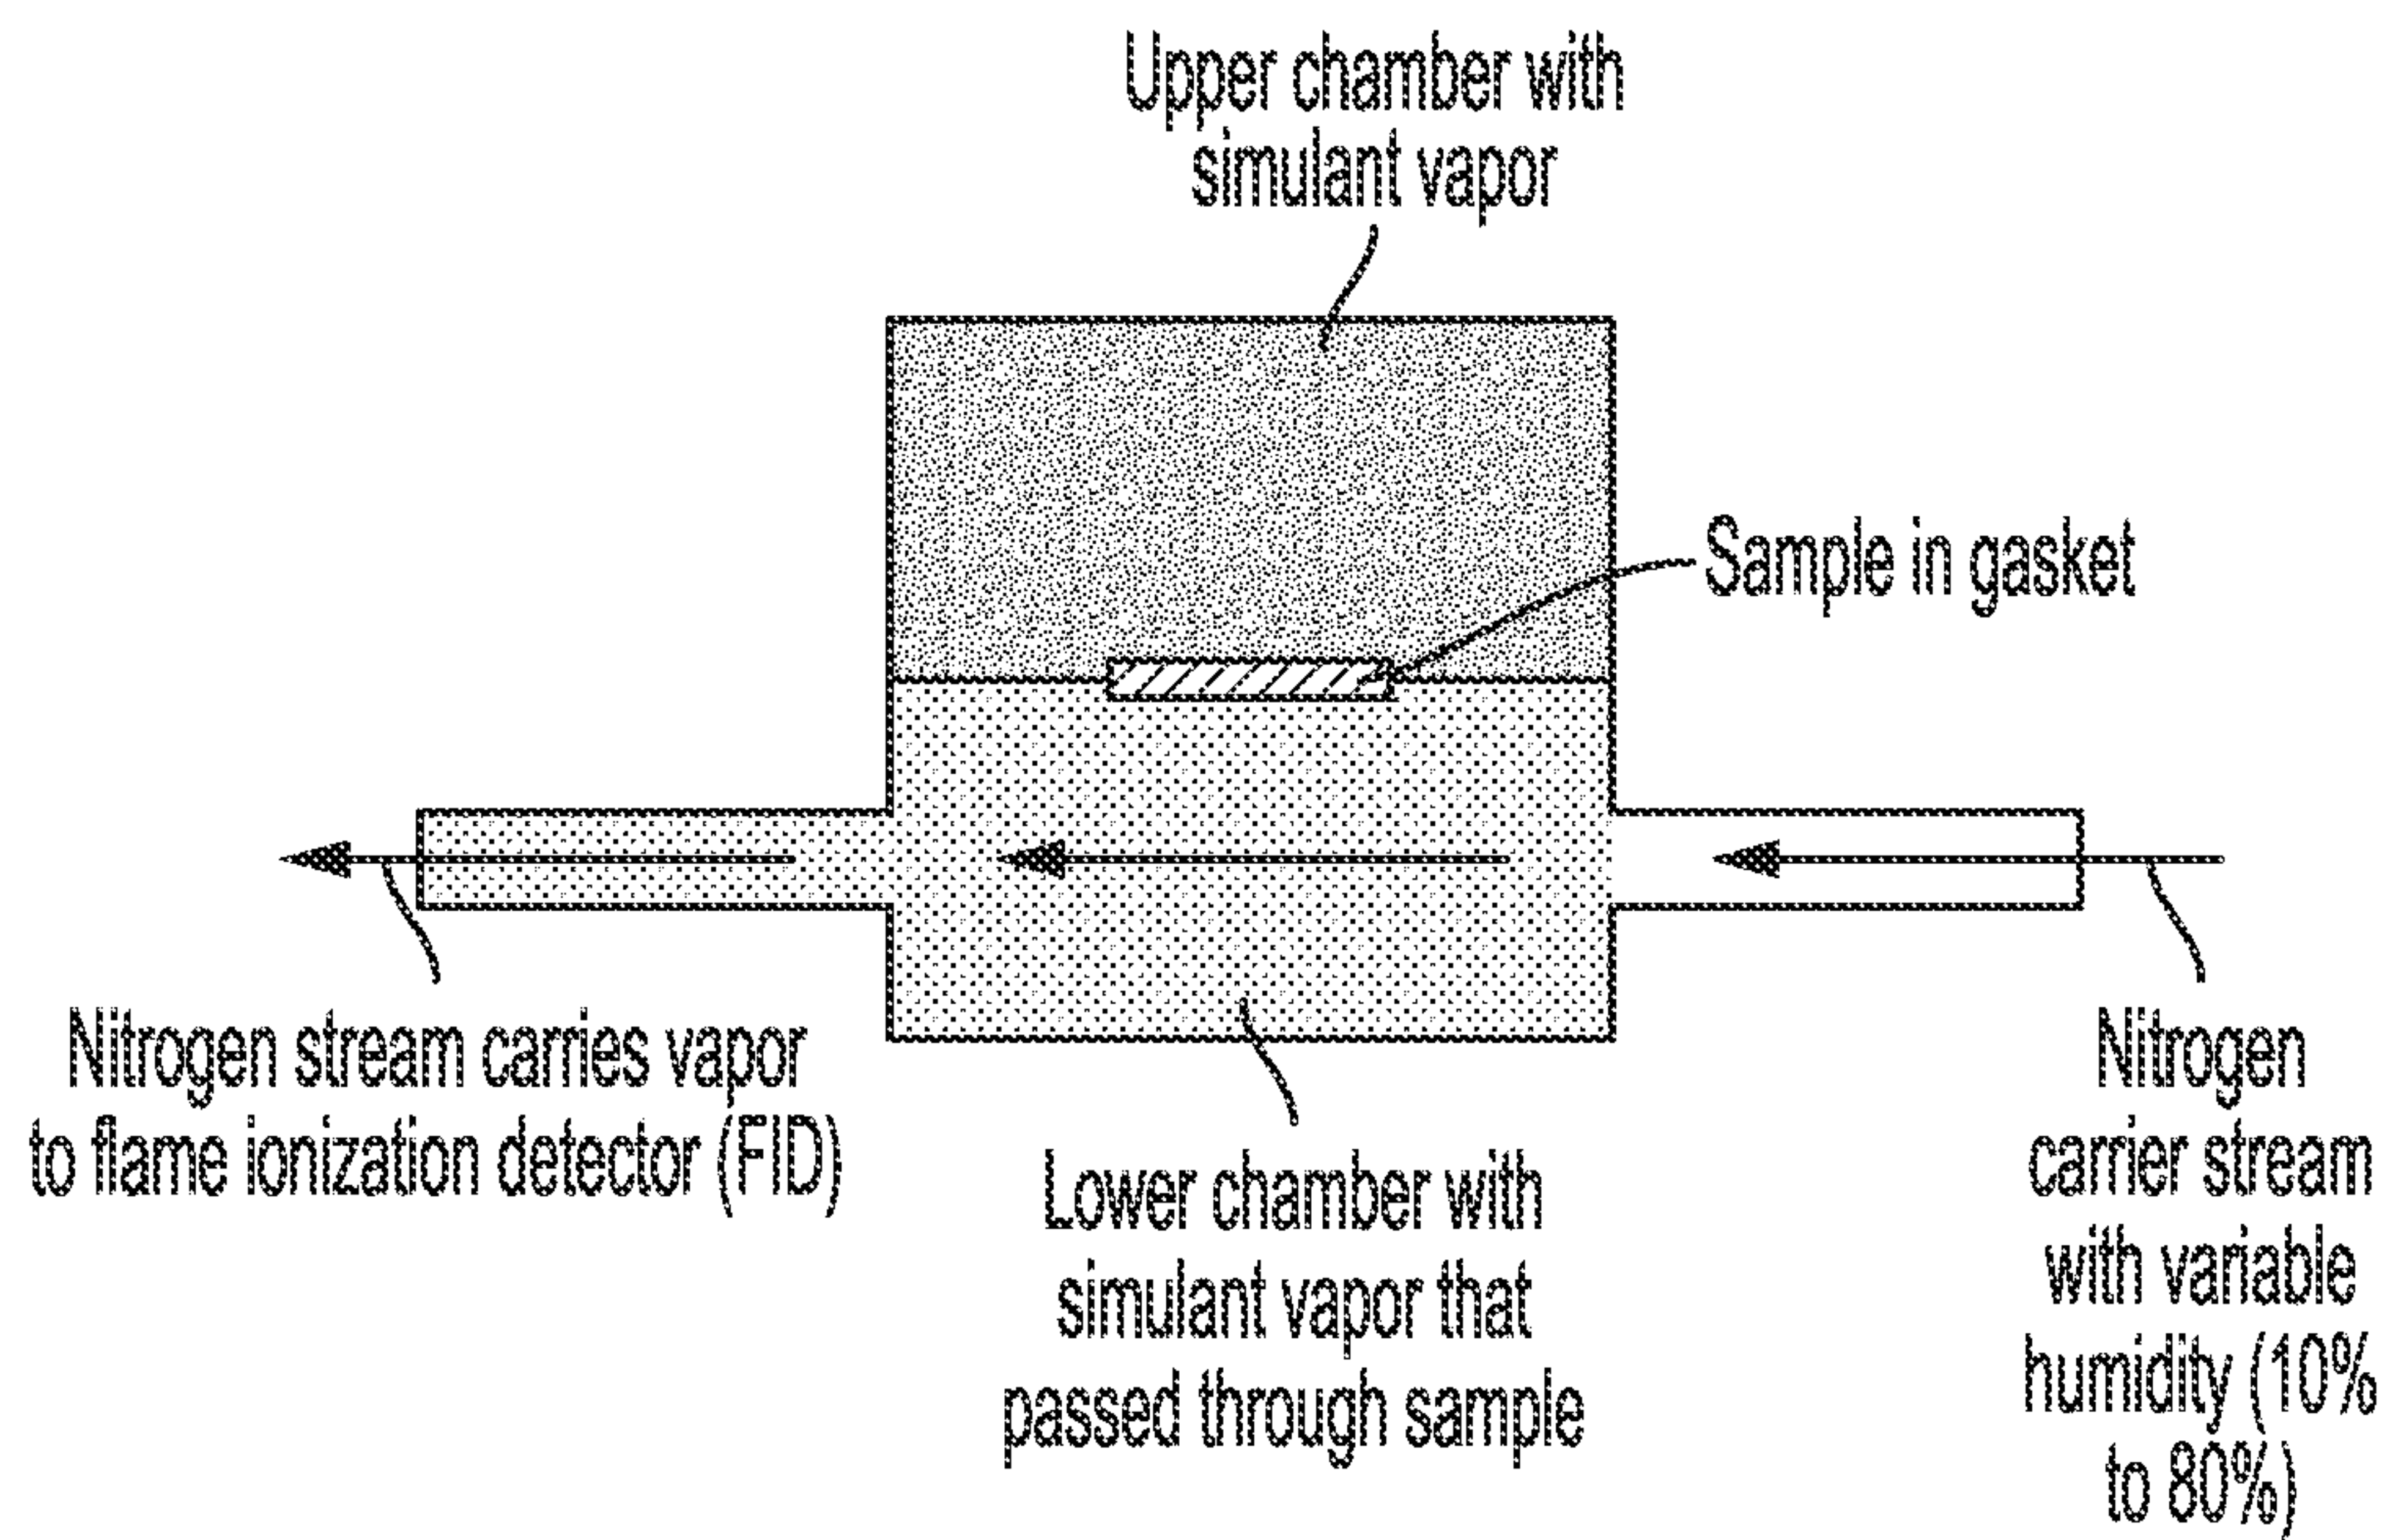 Upper chamber with
simulant vapor
Sample in gasket
Nitrogen stream carries vapor
to flame ionization detector (FID)
Lower chamber with
simulant vapor that
passed through sample
Nitrogen
carrier stream
with variable
humidity (10%
to 80%)